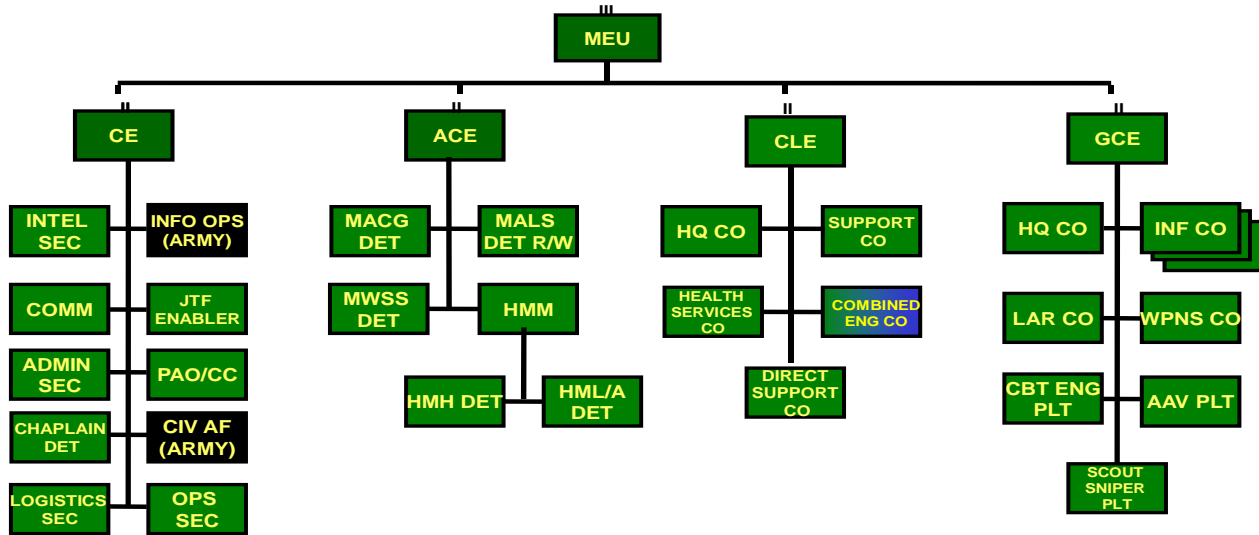 MEU
CE
INTEL
SEC
INFO OPS
(ARMY)
COMM
JTF
ENABLER
ADMIN
SEC
PAO/CC
CHAPLAIN
DET
CIV AF
(ARMY)
LOGISTICS
SEC
OPS
SEC
ACE
MACG
DET
MALS
DET R/W
MWSS
DET
HMM
HMH DET
HML/A
DET
CLE
HQ CO
SUPPORT
CO
HEALTH
SERVICES
CO
COMBINED
ENG CO
DIRECT
SUPPORT
CO
GCE
HQ CO
INF CO
LAR CO
WPNS CO
CBT ENG
PLT
AAV PLT
SCOUT
SNIPER
PLT